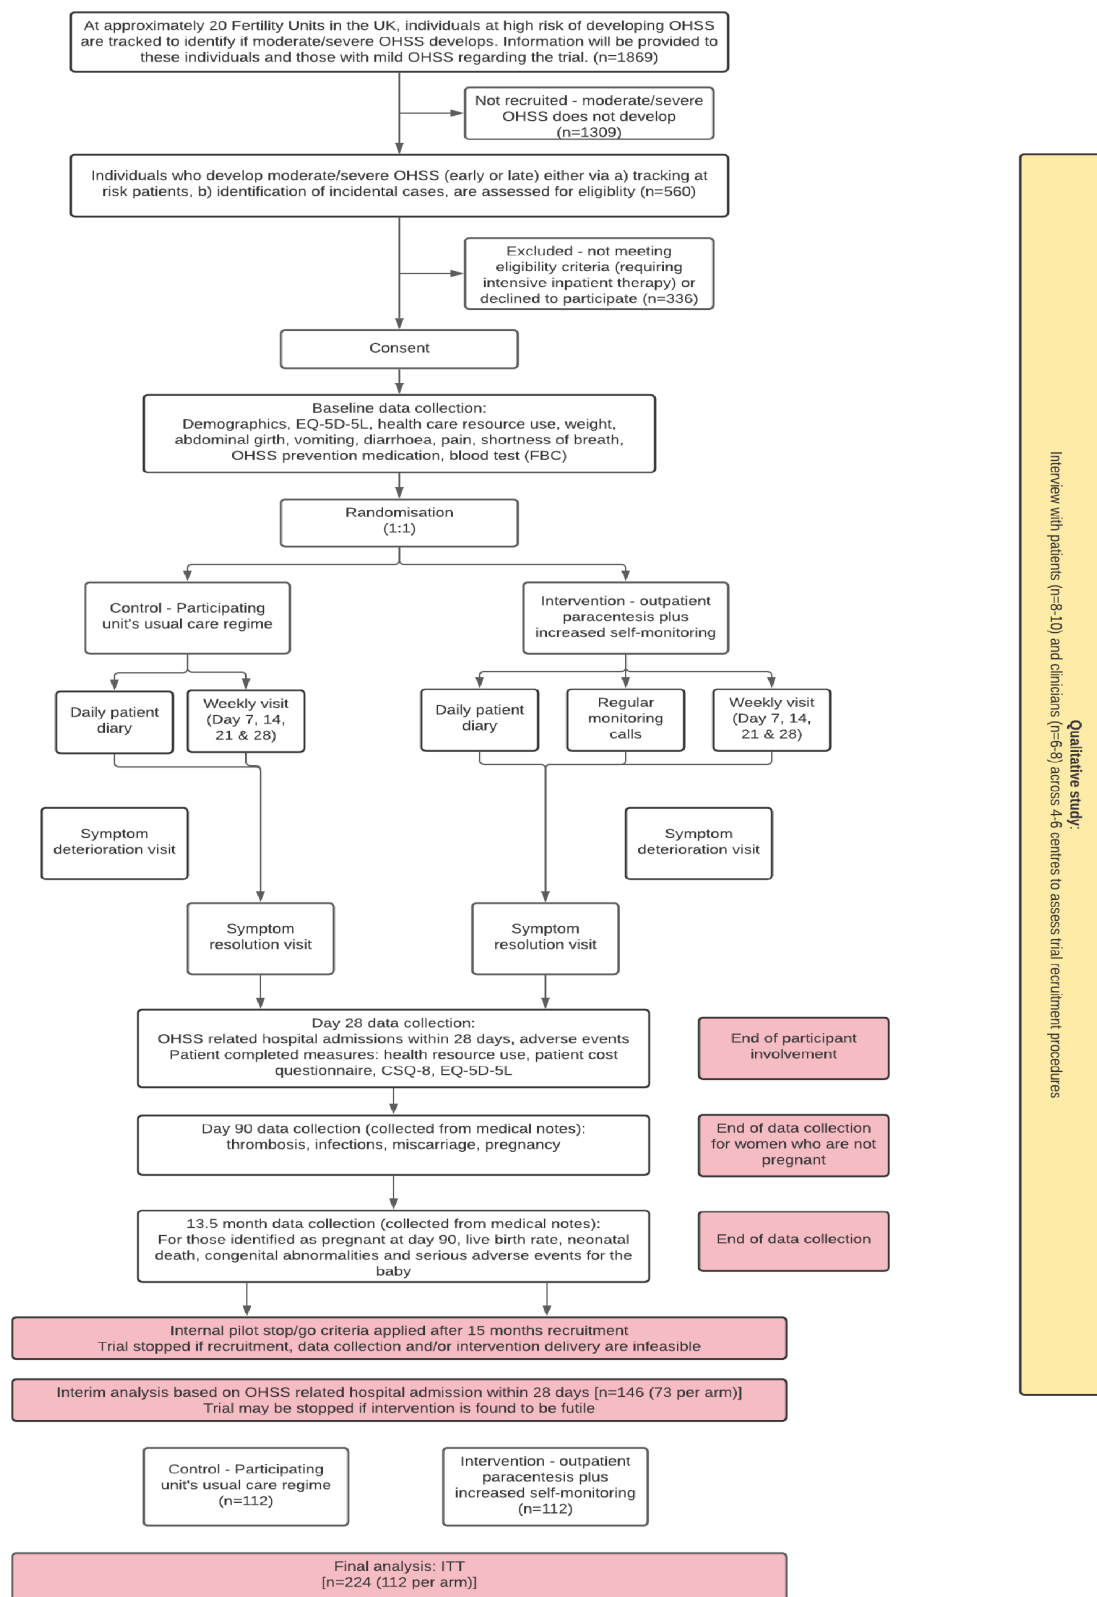 At approximately 20 Fertility Units in the UK, individuals at high risk of developing OHSS
are tracked to identify if moderate/severe OHSS develops. Information will be provided to
these individuals and those with mild OHSS regarding the trial. (n=1869)
Not recruited - moderate/severe
OHSS does not develop
(n=1309)
Individuals who develop moderate/severe OHSS (early or late) either via a) tracking at
risk patients, b) identification of incidental cases, are assessed for eligiblity (n=560)
Excluded - not meeting
eligibility criteria (requiring
intensive inpatient therapy) or
declined to participate (n=336)
Consent
Baseline data collection:
Demographics, EQ-5D-5L, health care resource use, weight,
abdominal girth, vomiting, diarrhoea, pain, shortness of breath,
OHSS prevention medication, blood test (FBC)
Randomisation
(1:1)
Control - Participating
unit's usual care regime
Intervention - outpatient
paracentesis plus
increased self-monitoring
Daily patient
diary
Weekly visit
(Day 7, 14,
21 & 28)
Daily patient
diary
Regular
monitoring
calls
Weekly visit
(Day 7, 14,
21 & 28)
Symptom
deterioration visit
Symptom
deterioration visit
Symptom
resolution visit
Symptom
resolution visit
Day 28 data collection:
OHSS related hospital admissions within 28 days, adverse events
Patient completed measures: health resource use, patient cost
questionnaire, CSQ-8, EQ-5D-5L
End of participant
involvement
Day 90 data collection (collected from medical notes):
thrombosis, infections, miscarriage, pregnancy
End of data collection
for women who are not
pregnant
13.5 month data collection (collected from medical notes):
For those identified as pregnant at day 90, live birth rate, neonatal
death, congenital abnormalities and serious adverse events for the
baby
End of data collection
Internal pilot stop/go criteria applied after 15 months recruitment
Trial stopped if recruitment, data collection and/or intervention delivery are infeasible
Interim analysis based on OHSS related hospital admission within 28 days [n=146 (73 per arm)]
Trial may be stopped if intervention is found to be futile
Control - Participating
unit's usual care regime
(n=112)
Intervention - outpatient
paracentesis plus
increased self-monitoring
(n=112)
Final analysis: ITT
[n=224 (112 per arm)]
Qualitative study:
Interview with patients (n=8-10) and clinicians (n=6-8) across 4-6 centres to assess trial recruitment procedures